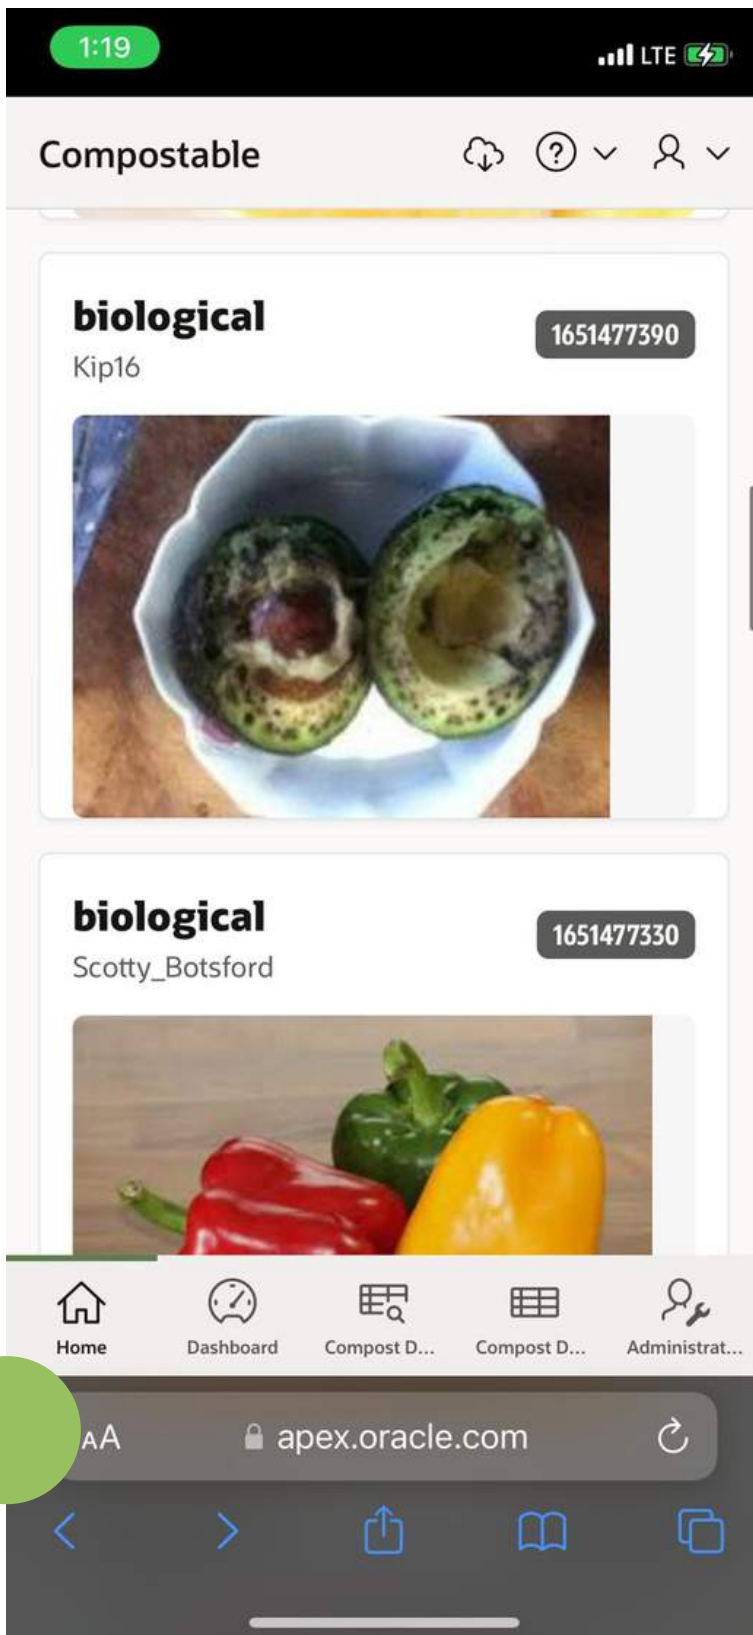 1:19
LTE
Compostable
biological
1651477390
Kip16
biological
1651477330
Scotty_Botsford
Home
Dashboard
Compost D...
Compost D...
Administrat...
AA
apex.oracle.com